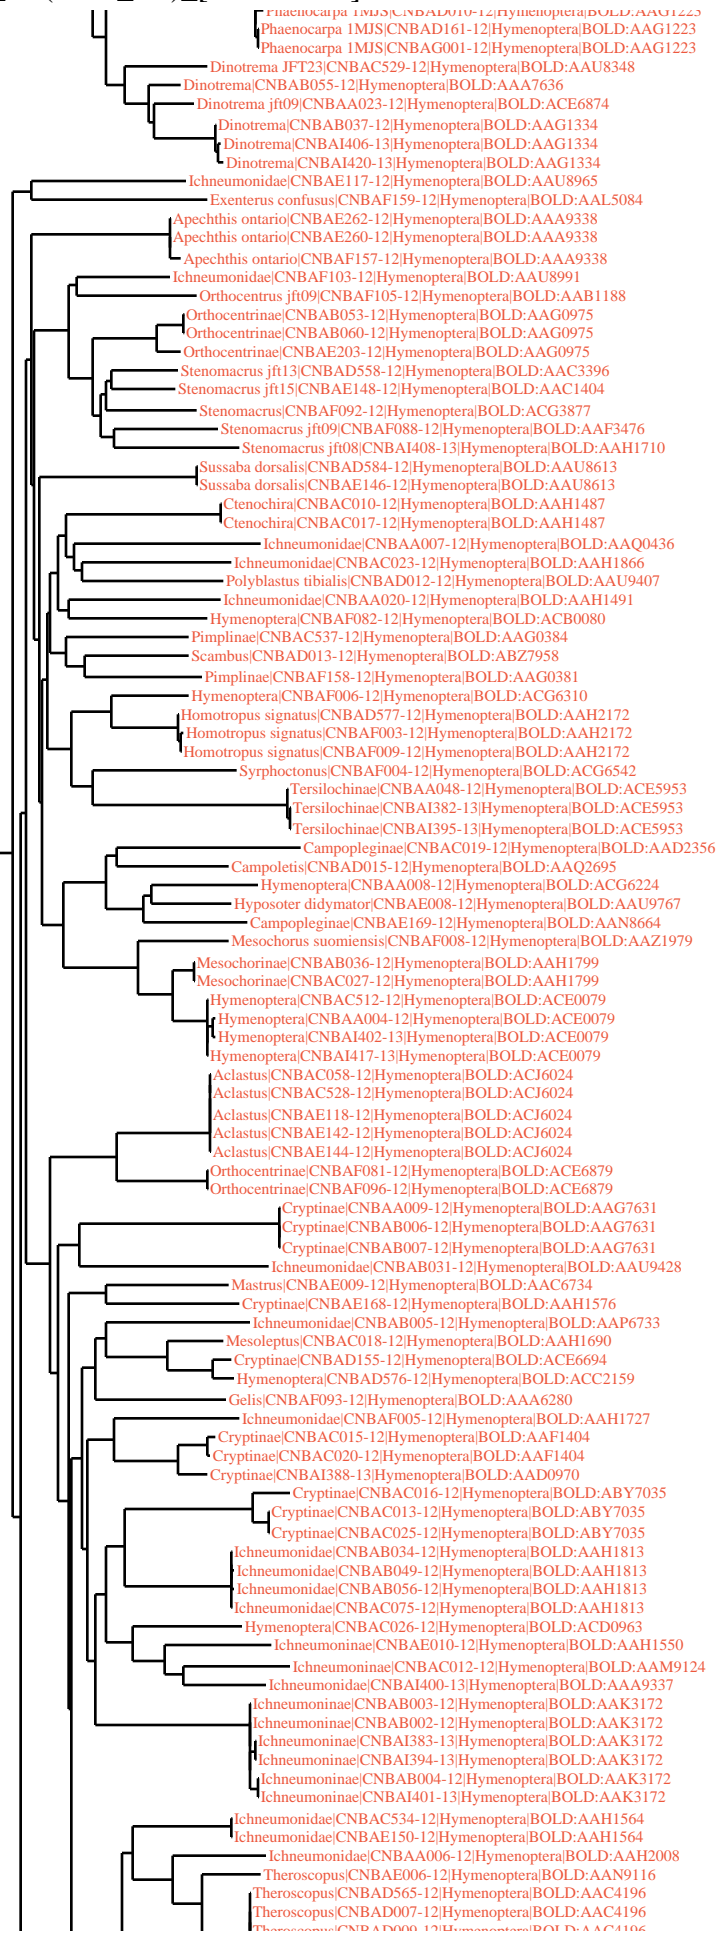 Phaenocarpa 1MJS|CNBAD010-12|Hymenoptera|BOLD:AAG1223
Phaenocarpa 1MJS|CNBAD161-12|Hymenoptera|BOLD:AAG1223
Phaenocarpa 1MJS|CNBAG001-12|Hymenoptera|BOLD:AAG1223
Dinotrema JFT23|CNBAC529-12|Hymenoptera|BOLD:AAU8348
Dinotrema|CNBAB055-12|Hymenoptera|BOLD:AAA7636
Dinotrema jft09|CNBAA023-12|Hymenoptera|BOLD:ACE6874
Dinotrema|CNBAB037-12|Hymenoptera|BOLD:AAG1334
Dinotrema|CNBAI406-13|Hymenoptera|BOLD:AAG1334
Dinotrema|CNBAI420-13|Hymenoptera|BOLD:AAG1334
Ichneumonidae|CNBAE117-12|Hymenoptera|BOLD:AAU8965
Exenterus confusus|CNBAF159-12|Hymenoptera|BOLD:AAL5084
Apechthis ontario|CNBAE262-12|Hymenoptera|BOLD:AAA9338
Apechthis ontario|CNBAE260-12|Hymenoptera|BOLD:AAA9338
Apechthis ontario|CNBAF157-12|Hymenoptera|BOLD:AAA9338
Ichneumonidae|CNBAF103-12|Hymenoptera|BOLD:AAU8991
Orthocentrus jft09|CNBAF105-12|Hymenoptera|BOLD:AAB1188
Orthocentrinae|CNBAB053-12|Hymenoptera|BOLD:AAG0975
Orthocentrinae|CNBAB060-12|Hymenoptera|BOLD:AAG0975
Orthocentrinae|CNBAE203-12|Hymenoptera|BOLD:AAG0975
Stenomacrus jft13|CNBAD558-12|Hymenoptera|BOLD:AAC3396
Stenomacrus jft15|CNBAE148-12|Hymenoptera|BOLD:AAC1404
Stenomacrus|CNBAF092-12|Hymenoptera|BOLD:ACG3877
Stenomacrus jft09|CNBAF088-12|Hymenoptera|BOLD:AAF3476
Stenomacrus jft08|CNBAI408-13|Hymenoptera|BOLD:AAH1710
Sussaba dorsalis|CNBAD584-12|Hymenoptera|BOLD:AAU8613
Sussaba dorsalis|CNBAE146-12|Hymenoptera|BOLD:AAU8613
Ctenochira|CNBAC010-12|Hymenoptera|BOLD:AAH1487
Ctenochira|CNBAC017-12|Hymenoptera|BOLD:AAH1487
Ichneumonidae|CNBAA007-12|Hymenoptera|BOLD:AAQ0436
Ichneumonidae|CNBAC023-12|Hymenoptera|BOLD:AAH1866
Polyblastus tibialis|CNBAD012-12|Hymenoptera|BOLD:AAU9407
Ichneumonidae|CNBAA020-12|Hymenoptera|BOLD:AAH1491
Hymenoptera|CNBAF082-12|Hymenoptera|BOLD:ACB0080
Pimplinae|CNBAC537-12|Hymenoptera|BOLD:AAG0384
Scambus|CNBAD013-12|Hymenoptera|BOLD:ABZ7958
Pimplinae|CNBAF158-12|Hymenoptera|BOLD:AAG0381
Hymenoptera|CNBAF006-12|Hymenoptera|BOLD:ACG6310
Homotropus signatus|CNBAD577-12|Hymenoptera|BOLD:AAH2172
Homotropus signatus|CNBAF003-12|Hymenoptera|BOLD:AAH2172
Homotropus signatus|CNBAF009-12|Hymenoptera|BOLD:AAH2172
Syrphoctonus|CNBAF004-12|Hymenoptera|BOLD:ACG6542
Tersilochinae|CNBAA048-12|Hymenoptera|BOLD:ACE5953
Tersilochinae|CNBAI382-13|Hymenoptera|BOLD:ACE5953
Tersilochinae|CNBAI395-13|Hymenoptera|BOLD:ACE5953
Campopleginae|CNBAC019-12|Hymenoptera|BOLD:AAD2356
Campoletis|CNBAD015-12|Hymenoptera|BOLD:AAQ2695
Hymenoptera|CNBAA008-12|Hymenoptera|BOLD:ACG6224
Hyposoter didymator|CNBAE008-12|Hymenoptera|BOLD:AAU9767
Campopleginae|CNBAE169-12|Hymenoptera|BOLD:AAN8664
Mesochorus suomiensis|CNBAF008-12|Hymenoptera|BOLD:AAZ1979
Mesochorinae|CNBAB036-12|Hymenoptera|BOLD:AAH1799
Mesochorinae|CNBAC027-12|Hymenoptera|BOLD:AAH1799
Hymenoptera|CNBAC512-12|Hymenoptera|BOLD:ACE0079
Hymenoptera|CNBAA004-12|Hymenoptera|BOLD:ACE0079
Hymenoptera|CNBAI402-13|Hymenoptera|BOLD:ACE0079
Hymenoptera|CNBAI417-13|Hymenoptera|BOLD:ACE0079
Aclastus|CNBAC058-12|Hymenoptera|BOLD:ACJ6024
Aclastus|CNBAC528-12|Hymenoptera|BOLD:ACJ6024
Aclastus|CNBAE118-12|Hymenoptera|BOLD:ACJ6024
Aclastus|CNBAE142-12|Hymenoptera|BOLD:ACJ6024
Aclastus|CNBAE144-12|Hymenoptera|BOLD:ACJ6024
Orthocentrinae|CNBAF081-12|Hymenoptera|BOLD:ACE6879
Orthocentrinae|CNBAF096-12|Hymenoptera|BOLD:ACE6879
Cryptinae|CNBAA009-12|Hymenoptera|BOLD:AAG7631
Cryptinae|CNBAB006-12|Hymenoptera|BOLD:AAG7631
Cryptinae|CNBAB007-12|Hymenoptera|BOLD:AAG7631
Ichneumonidae|CNBAB031-12|Hymenoptera|BOLD:AAU9428
Mastrus|CNBAE009-12|Hymenoptera|BOLD:AAC6734
Cryptinae|CNBAE168-12|Hymenoptera|BOLD:AAH1576
Ichneumonidae|CNBAB005-12|Hymenoptera|BOLD:AAP6733
Mesoleptus|CNBAC018-12|Hymenoptera|BOLD:AAH1690
Cryptinae|CNBAD155-12|Hymenoptera|BOLD:ACE6694
Hymenoptera|CNBAD576-12|Hymenoptera|BOLD:ACC2159
Gelis|CNBAF093-12|Hymenoptera|BOLD:AAA6280
Ichneumonidae|CNBAF005-12|Hymenoptera|BOLD:AAH1727
Cryptinae|CNBAC015-12|Hymenoptera|BOLD:AAF1404
Cryptinae|CNBAC020-12|Hymenoptera|BOLD:AAF1404
Cryptinae|CNBAI388-13|Hymenoptera|BOLD:AAD0970
Cryptinae|CNBAC016-12|Hymenoptera|BOLD:ABY7035
Cryptinae|CNBAC013-12|Hymenoptera|BOLD:ABY7035
Cryptinae|CNBAC025-12|Hymenoptera|BOLD:ABY7035
Ichneumonidae|CNBAB034-12|Hymenoptera|BOLD:AAH1813
Ichneumonidae|CNBAB049-12|Hymenoptera|BOLD:AAH1813
Ichneumonidae|CNBAB056-12|Hymenoptera|BOLD:AAH1813
Ichneumonidae|CNBAC075-12|Hymenoptera|BOLD:AAH1813
Hymenoptera|CNBAC026-12|Hymenoptera|BOLD:ACD0963
Ichneumoninae|CNBAE010-12|Hymenoptera|BOLD:AAH1550
Ichneumoninae|CNBAC012-12|Hymenoptera|BOLD:AAM9124
Ichneumonidae|CNBAI400-13|Hymenoptera|BOLD:AAA9337
Ichneumoninae|CNBAB003-12|Hymenoptera|BOLD:AAK3172
Ichneumoninae|CNBAB002-12|Hymenoptera|BOLD:AAK3172
Ichneumoninae|CNBAI383-13|Hymenoptera|BOLD:AAK3172
Ichneumoninae|CNBAI394-13|Hymenoptera|BOLD:AAK3172
Ichneumoninae|CNBAB004-12|Hymenoptera|BOLD:AAK3172
Ichneumoninae|CNBAI401-13|Hymenoptera|BOLD:AAK3172
Ichneumonidae|CNBAC534-12|Hymenoptera|BOLD:AAH1564
Ichneumonidae|CNBAE150-12|Hymenoptera|BOLD:AAH1564
Ichneumonidae|CNBAA006-12|Hymenoptera|BOLD:AAH2008
Theroscopus|CNBAE006-12|Hymenoptera|BOLD:AAN9116
Theroscopus|CNBAD565-12|Hymenoptera|BOLD:AAC4196
Theroscopus|CNBAD007-12|Hymenoptera|BOLD:AAC4196
Theroscopus|CNBAD009-12|Hymenoptera|BOLD:AAC4196